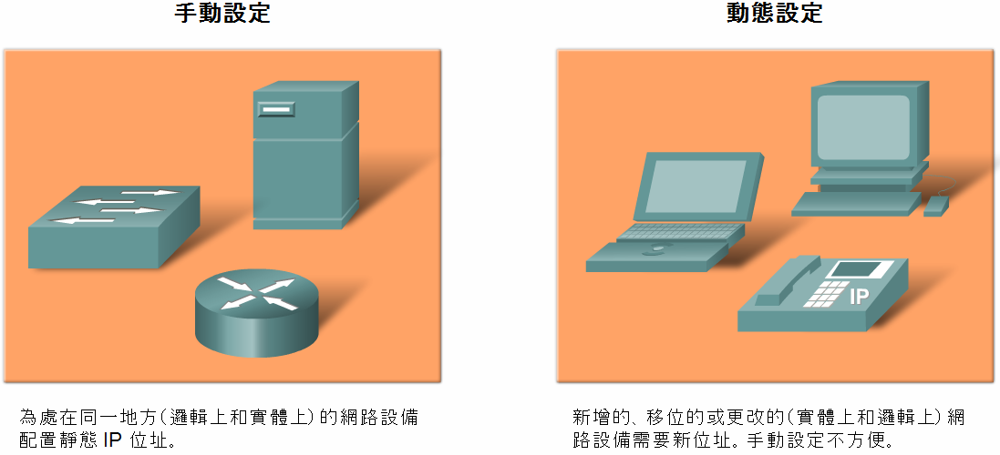 手動設定
動態設定
IP
為處在同一地方(邏輯上和實體上)的網路設備
配置靜態 IP 位址。
新增的、移位的或更改的(實體上和邏輯上)網
路設備需要新位址。手動設定不方便。